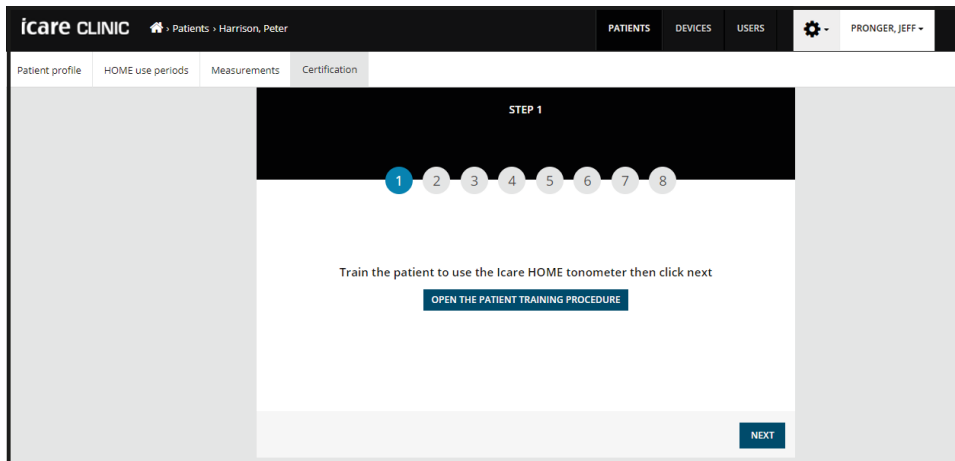 icare CLINIC › Patients › Harrison, Peter PATIENTS DEVICES USERS PRONGER, JEFF
Patient profile HOME use periods Measurements Certification
STEP 1
1 2 3 4 5 6 7 8
Train the patient to use the Icare HOME tonometer then click next
OPEN THE PATIENT TRAINING PROCEDURE
NEXT